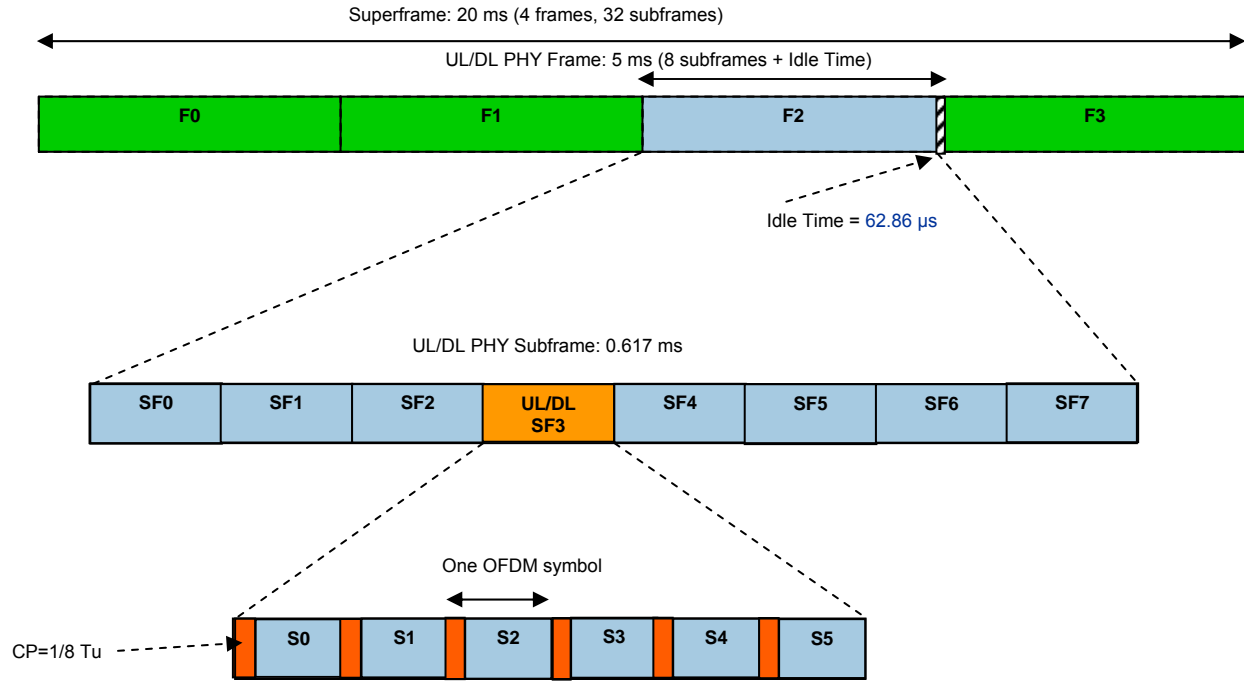 Superframe: 20 ms (4 frames, 32 subframes)
UL/DL PHY Frame: 5 ms (8 subframes + Idle Time)
F0 F1 F2 F3
Idle Time = 62.86 µs
UL/DL PHY Subframe: 0.617 ms
SF0 SF1 SF2 UL/DL SF4 SF5 SF6 SF7
SF3
One OFDM symbol
S0 S1 S2 S3 S4 S5
CP=1/8 Tu